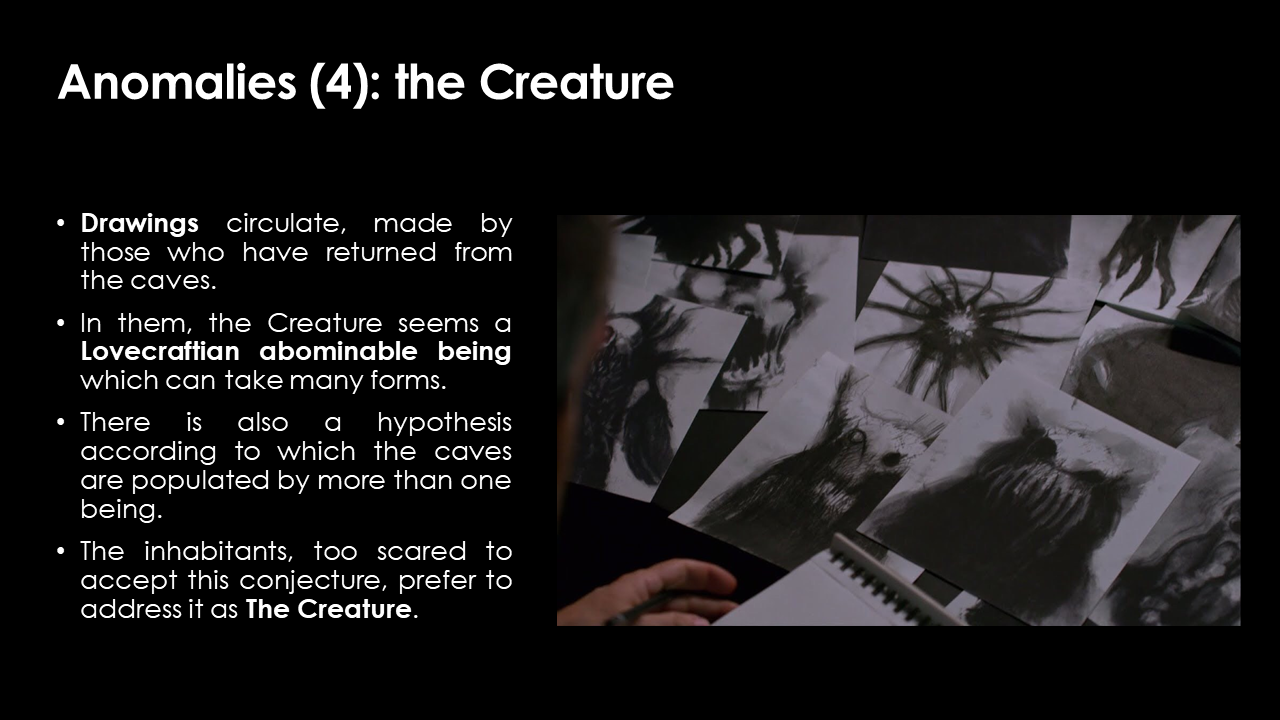 Anomalies (4): the Creature
• Drawings circulate, made by
those who have returned from
the caves.
• In them, the Creature seems a
Lovecraftian abominable being
which can take many forms.
• There is also a hypothesis
according to which the caves
are populated by more than one
being.
• The inhabitants, too scared to
accept this conjecture, prefer to
address it as The Creature.